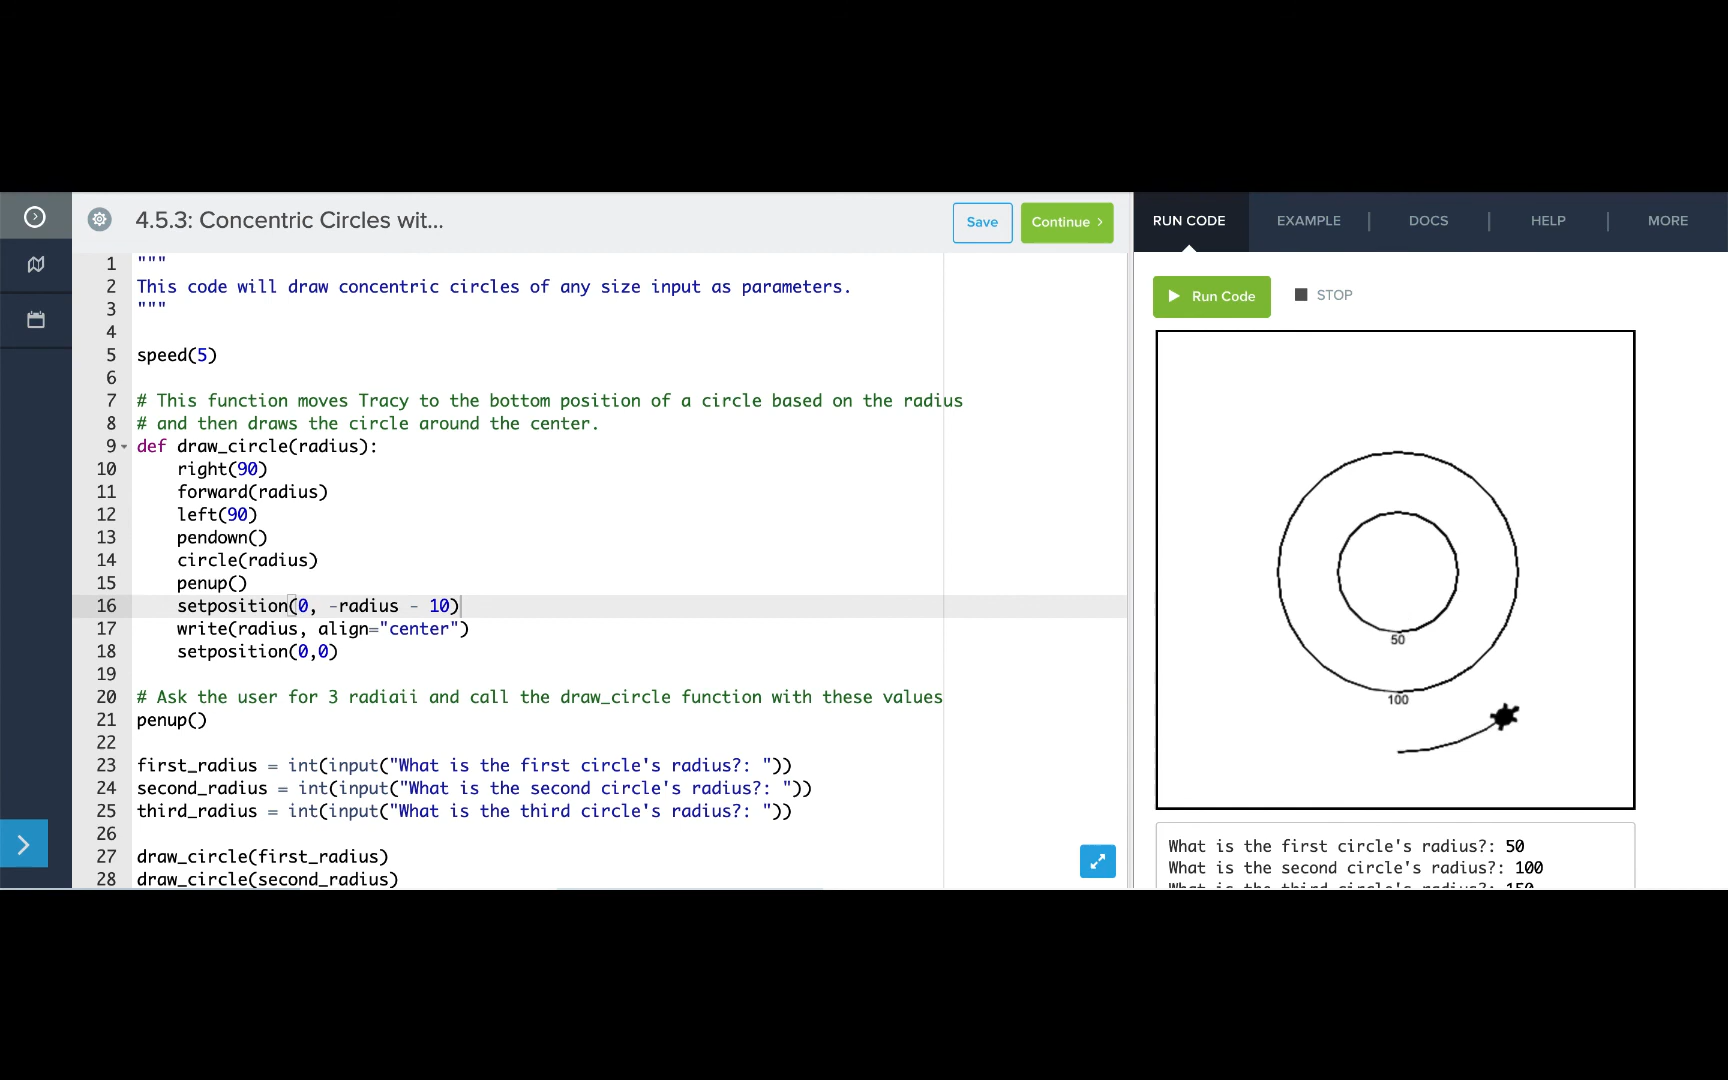 4.5.3: Concentric Circles wit...
Save
Continue >
RUN CODE
EXAMPLE
DOCS
HELP
MORE
1 """
2 This code will draw concentric circles of any size input as parameters.
3 """
4
5 speed(5)
6
7 # This function moves Tracy to the bottom position of a circle based on the radius
8 # and then draws the circle around the center.
9 def draw_circle(radius):
10 right(90)
11 forward(radius)
12 left(90)
13 pendown()
14 circle(radius)
15 penup()
16 setposition(0, -radius - 10)
17 write(radius, align="center")
18 setposition(0,0)
19
20 # Ask the user for 3 radiaii and call the draw_circle function with these values
21 penup()
22
23 first_radius = int(input("What is the first circle's radius?: "))
24 second_radius = int(input("What is the second circle's radius?: "))
25 third_radius = int(input("What is the third circle's radius?: "))
26
27 draw_circle(first_radius)
28 draw_circle(second_radius)
Run Code
STOP
50
100
What is the first circle's radius?: 50
What is the second circle's radius?: 100
What is the third circle's radius?: 150